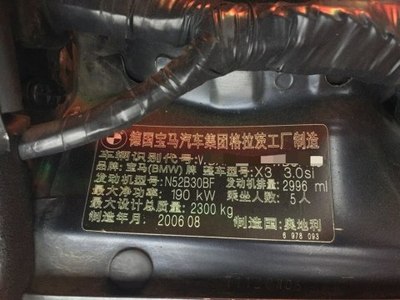 德国宝马汽车集团格拉茨工厂制造
车辆识别代号:V
品牌:宝马(BMW)牌 整车型号:X3 3.0si
发动机型号:N52B30BF 发动机排量:2996 ml
最大净功率: 190 kW 乘坐人数: 5人
最大设计总质量: 2300 kg
制造年月: 2006 08 制造国:奥地利
6 978 093